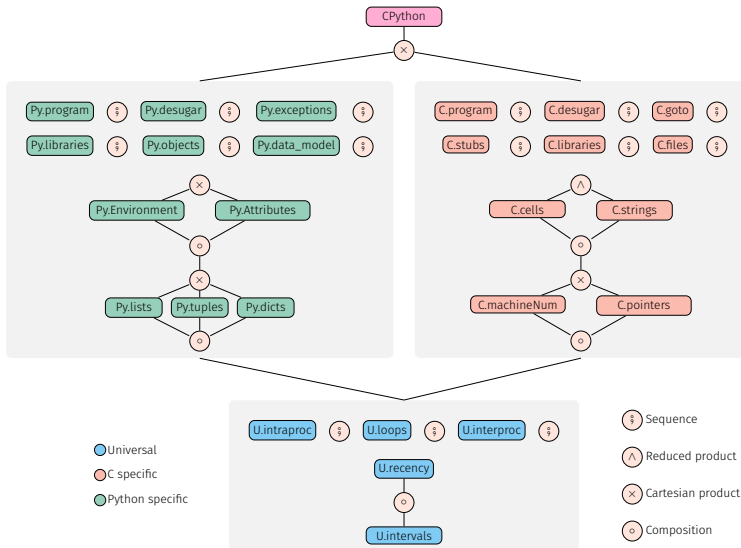 CPython
×
Py.program ; Py.desugar ; Py.exceptions ;
Py.libraries ; Py.objects ; Py.data_model ;
×
Py.Environment Py.Attributes
∘
×
Py.lists Py.tuples Py.dicts
∘
C.program ; C.desugar ; C.goto ;
C.stubs ; C.libraries ; C.files ;
∧
C.cells C.strings
∘
×
C.machineNum C.pointers
∘
U.intraproc ; U.loops ; U.interproc ;
U.recency
∘
U.intervals
Universal
C specific
Python specific
; Sequence
∧ Reduced product
× Cartesian product
∘ Composition